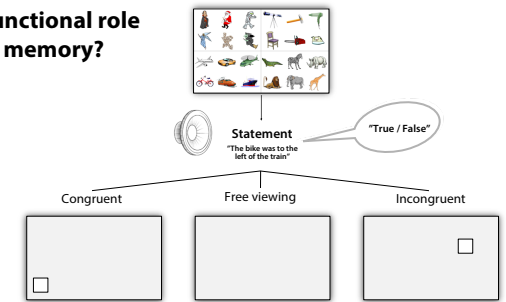 unctional role
memory?
Statement
"The bike was to the
left of the train"
"True / False"
Congruent
Free viewing
Incongruent